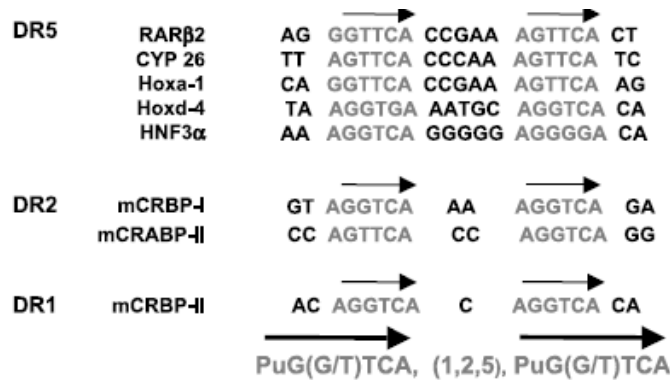 DR5 RARβ2 AG GGTTCA CCGAA AGTTCA CT
CYP 26 TT AGTTCA CCCAA AGTTCA TC
Hoxa-1 CA GGTTCA CCGAA AGTTCA AG
Hoxd-4 TA AGGTGA AATGC AGGTCA CA
HNF3α AA AGGTCA GGGGG AGGGGA CA
DR2 mCRBP-I GT AGGTCA AA AGGTCA GA
mCRABP-II CC AGTTCA CC AGGTCA GG
DR1 mCRBP-II AC AGGTCA C AGGTCA CA
PuG(G/T)TCA, (1,2,5), PuG(G/T)TCA